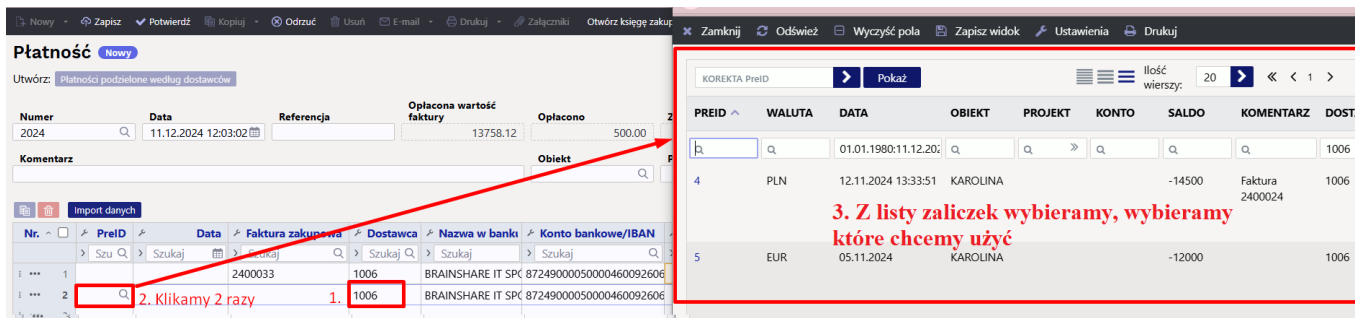 Nowy Zapisz Potwierdź Kopiuj Odrzuć Usuń E-mail Drukuj Załączniki Otwórz księgę zakup
Płatność Nowy
Utwórz: Płatności podzielone według dostawców
Numer Data Referencja Opłacona wartość faktury Opłacono
2024 11.12.2024 12:03:02 13758.12 500.00
Komentarz Obiekt
Import danych
Nr. PreID Data Faktura zakupowa Dostawca Nazwa w banku Konto bankowe/IBAN
Szu Szukaj Szukaj Szukaj Szukaj Szukaj
1 2400033 1006 BRAINSHARE IT SPO 87249000050000460092606
2 1006 BRAINSHARE IT SPO 87249000050000460092606
2. Klikamy 2 razy
1.
Zamknij Odśwież Wyczyść pola Zapisz widok Ustawienia Drukuj
KOREKTA PreID Pokaż Ilość wierszy: 20 1
PREID WALUTA DATA OBIEKT PROJEKT KONTO SALDO KOMENTARZ DOST
01.01.1980:11.12.202 1006
4 PLN 12.11.2024 13:33:51 KAROLINA -14500 Faktura 2400024 1006
3. Z listy zaliczek wybieramy, wybieramy
które chcemy użyć
5 EUR 05.11.2024 KAROLINA -12000 1006